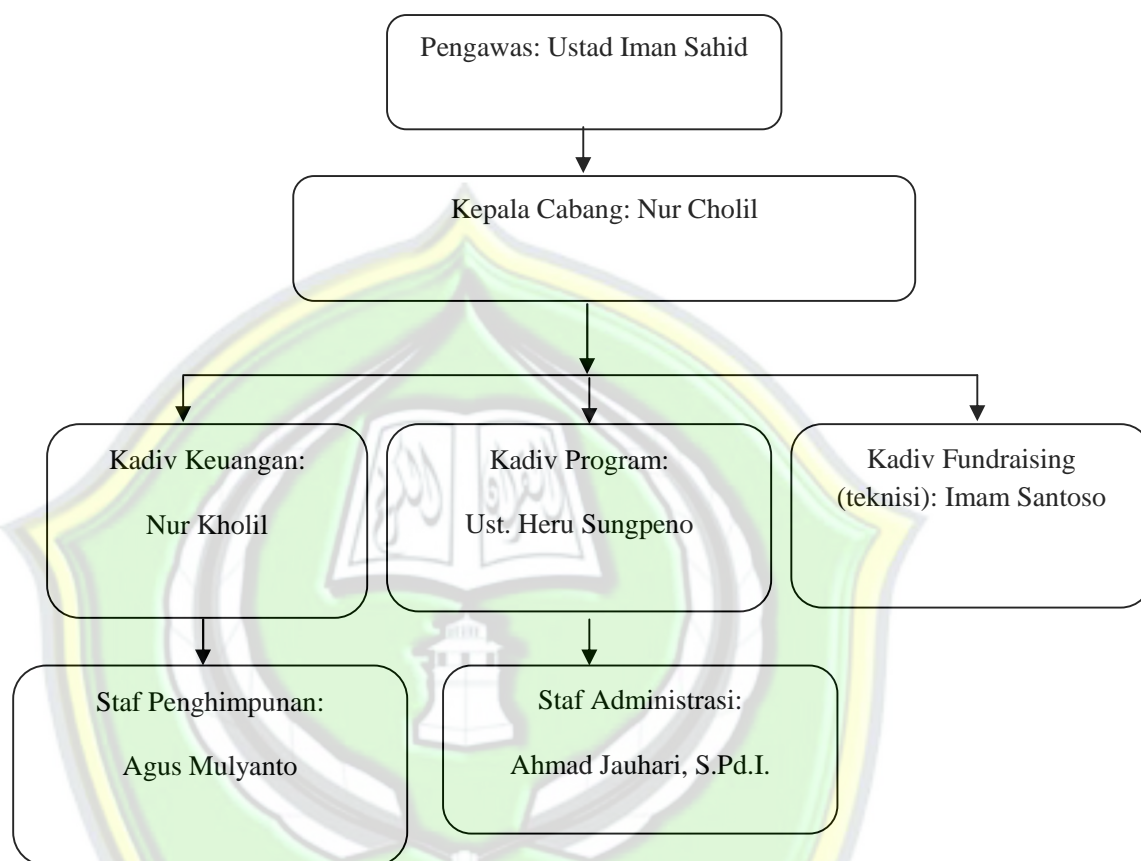 Pengawas: Ustad Iman Sahid
Kepala Cabang: Nur Cholil
Kadiv Keuangan:
Nur Kholil
Kadiv Program:
Ust. Heru Sungpeno
Kadiv Fundraising
(teknisi): Imam Santoso
Staf Penghimpunan:
Agus Mulyanto
Staf Administrasi:
Ahmad Jauhari, S.Pd.I.